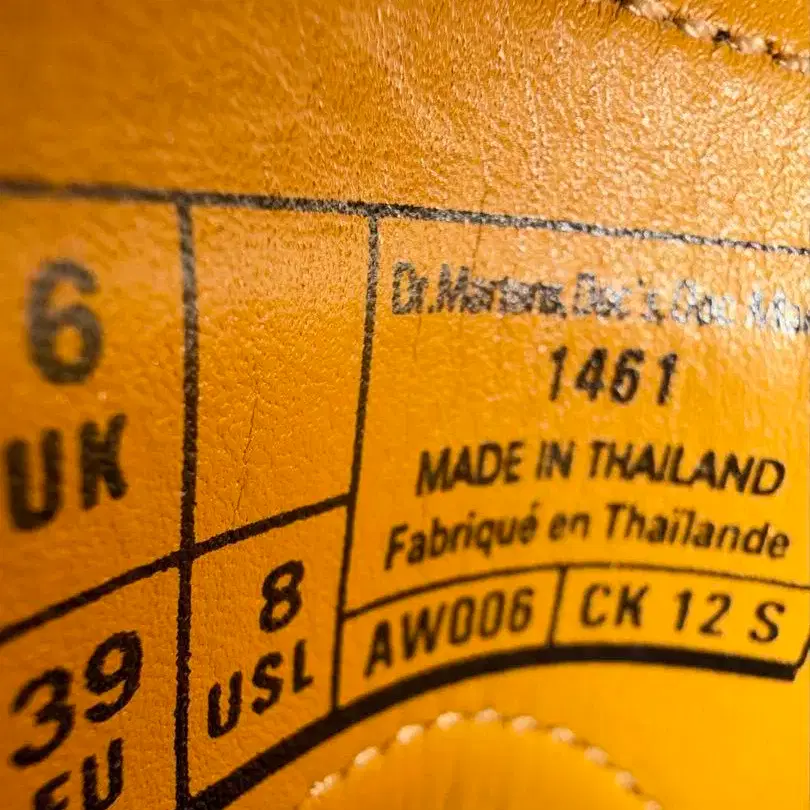 6
UK
39
EU
8
USL
Dr.Martens.Doc's.Doc Mar
1461
MADE IN THAILAND
Fabriqué en Thaïlande
AW006
CK 12 S